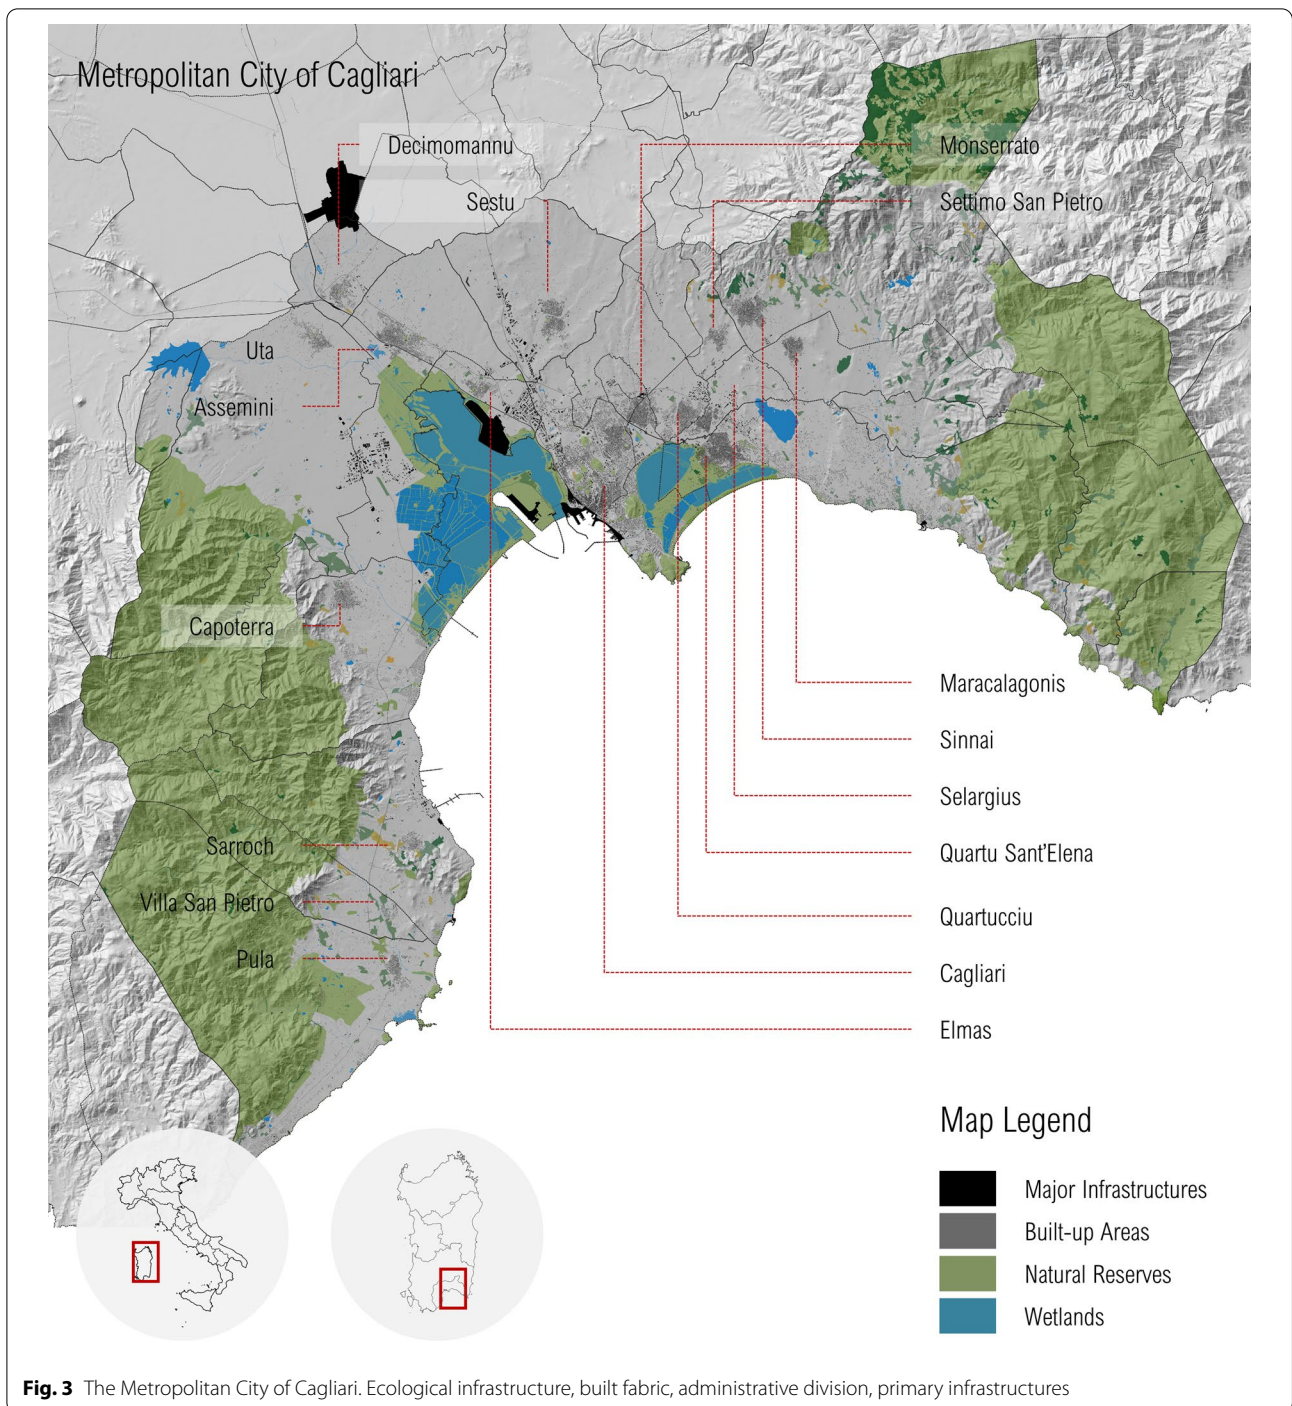 Metropolitan City of Cagliari
Decimomannu
Monserrato
Sestu
Settimo San Pietro
Uta
Assemini
Capoterra
Maracalagonis
Sinnai
Selargius
Sarroch
Quartu Sant'Elena
Villa San Pietro
Quartucciu
Pula
Cagliari
Elmas
Map Legend
Major Infrastructures
Built-up Areas
Natural Reserves
Wetlands
Fig. 3 The Metropolitan City of Cagliari. Ecological infrastructure, built fabric, administrative division, primary infrastructures